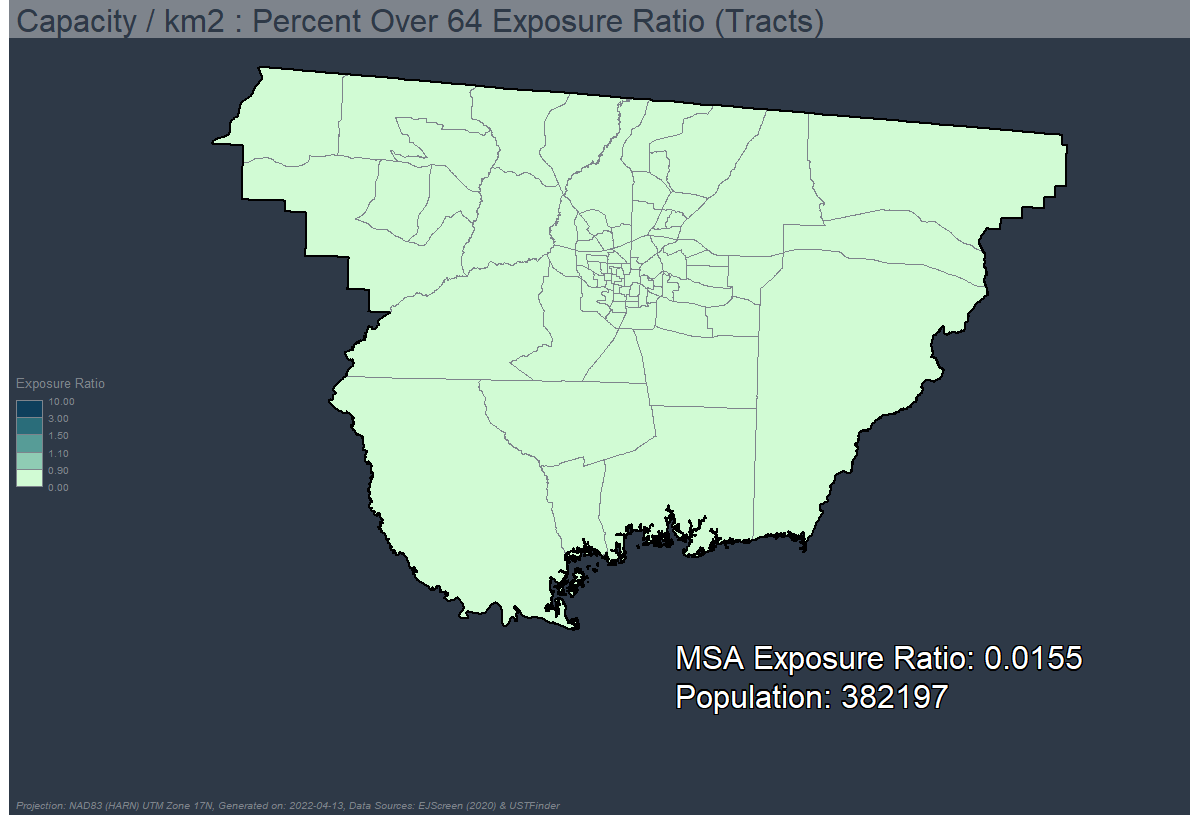 Capacity / km2 : Percent Over 64 Exposure Ratio (Tracts)
Exposure Ratio
10.00
3.00
1.50
1.10
0.90
0.00
MSA Exposure Ratio: 0.0155
Population: 382197
Projection: NAD83 (HARN) UTM Zone 17N, Generated on: 2022-04-13, Data Sources: EJScreen (2020) & USTFinder